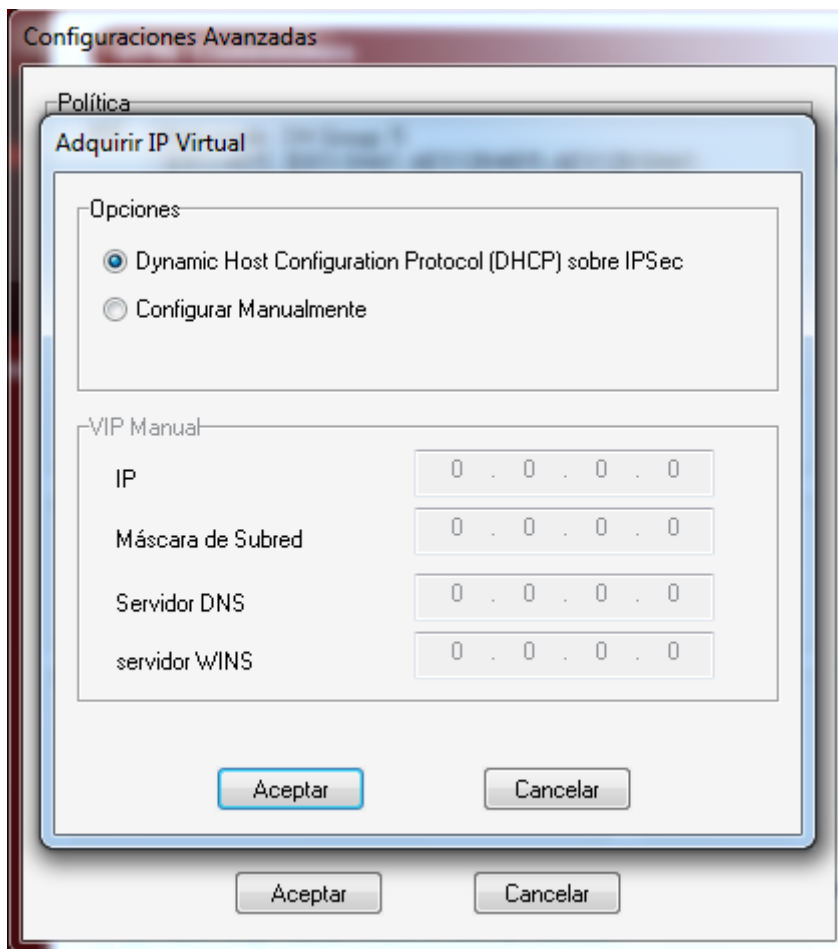 Configuraciones Avanzadas
Política
Adquirir IP Virtual
Opciones
Dynamic Host Configuration Protocol (DHCP) sobre IPSec
Configurar Manualmente
VIP Manual
IP 0 . 0 . 0 . 0
Máscara de Subred 0 . 0 . 0 . 0
Servidor DNS 0 . 0 . 0 . 0
servidor WINS 0 . 0 . 0 . 0
Aceptar Cancelar
Aceptar Cancelar